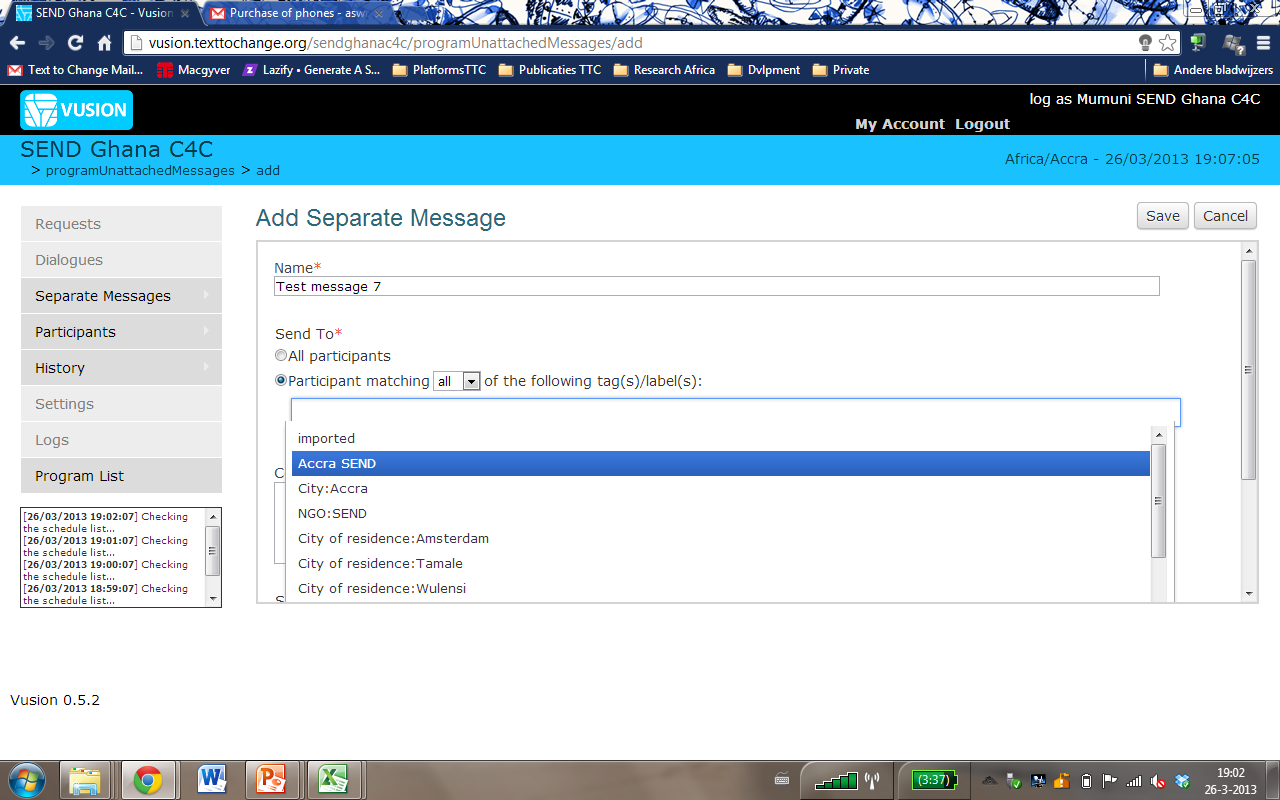 SEND Ghana C4C - Vusion
Purchase of phones - asw
vusion.texttochange.org/sendghanac4c/programUnattachedMessages/add
Text to Change Mail... Macgyver Lazify • Generate A S... PlatformsTTC Publicaties TTC Research Africa Dvlpment Private Andere bladwijzers
VUSION
log as Mumuni SEND Ghana C4C
My Account Logout
SEND Ghana C4C
> programUnattachedMessages > add
Africa/Accra - 26/03/2013 19:07:05
Requests
Dialogues
Separate Messages
Participants
History
Settings
Logs
Program List
[26/03/2013 19:02:07] Checking
the schedule list...
[26/03/2013 19:01:07] Checking
the schedule list...
[26/03/2013 19:00:07] Checking
the schedule list...
[26/03/2013 18:59:07] Checking
the schedule list...
Add Separate Message
Save Cancel
Name*
Test message 7
Send To*
All participants
Participant matching all of the following tag(s)/label(s):
imported
Accra SEND
City:Accra
NGO:SEND
City of residence:Amsterdam
City of residence:Tamale
City of residence:Wulensi
Vusion 0.5.2
(3:37)
19:02
26-3-2013